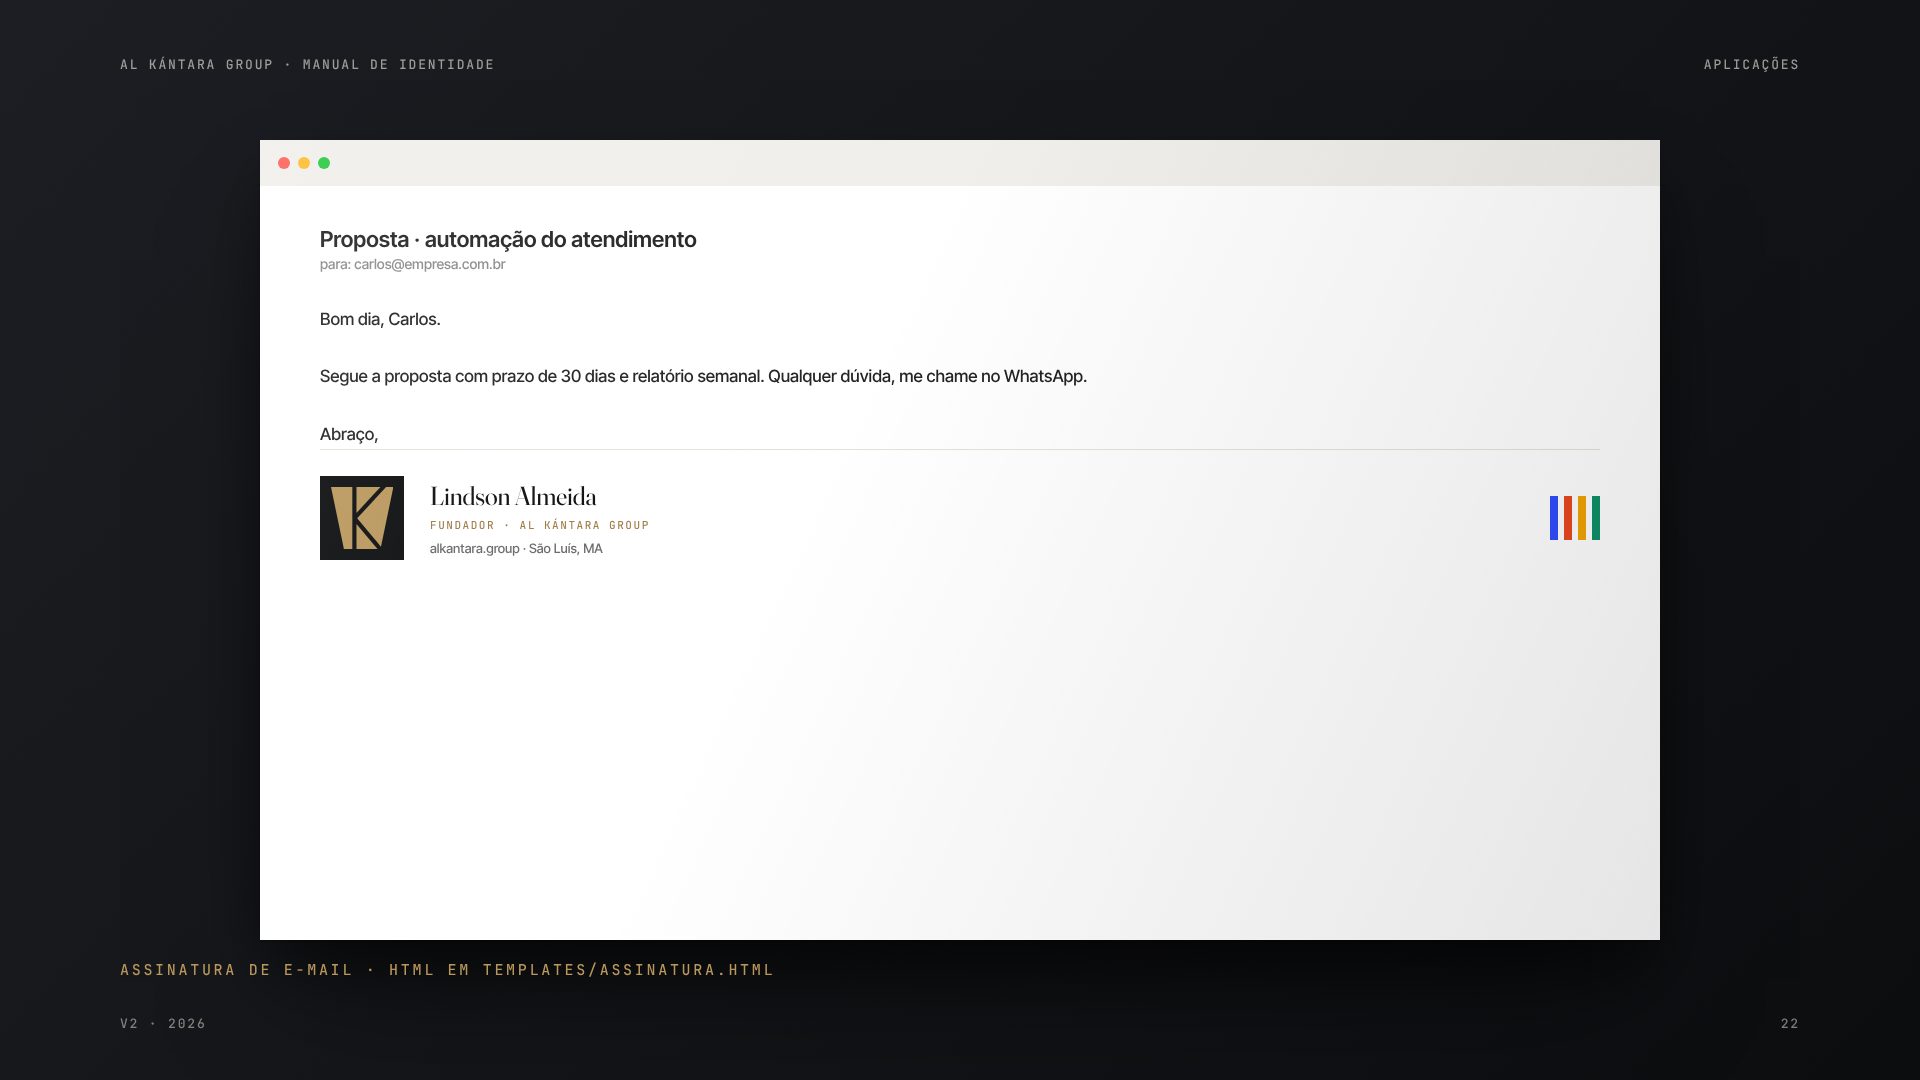 AL KÁNTARA GROUP · MANUAL DE IDENTIDADE
APLICAÇÕES
Proposta · automação do atendimento
para: carlos@empresa.com.br
Bom dia, Carlos.
Segue a proposta com prazo de 30 dias e relatório semanal. Qualquer dúvida, me chame no WhatsApp.
Abraço,
K
Lindson Almeida
FUNDADOR · AL KÁNTARA GROUP
alkantara.group · São Luís, MA
ASSINATURA DE E-MAIL · HTML EM TEMPLATES/ASSINATURA.HTML
V2 · 2026
22